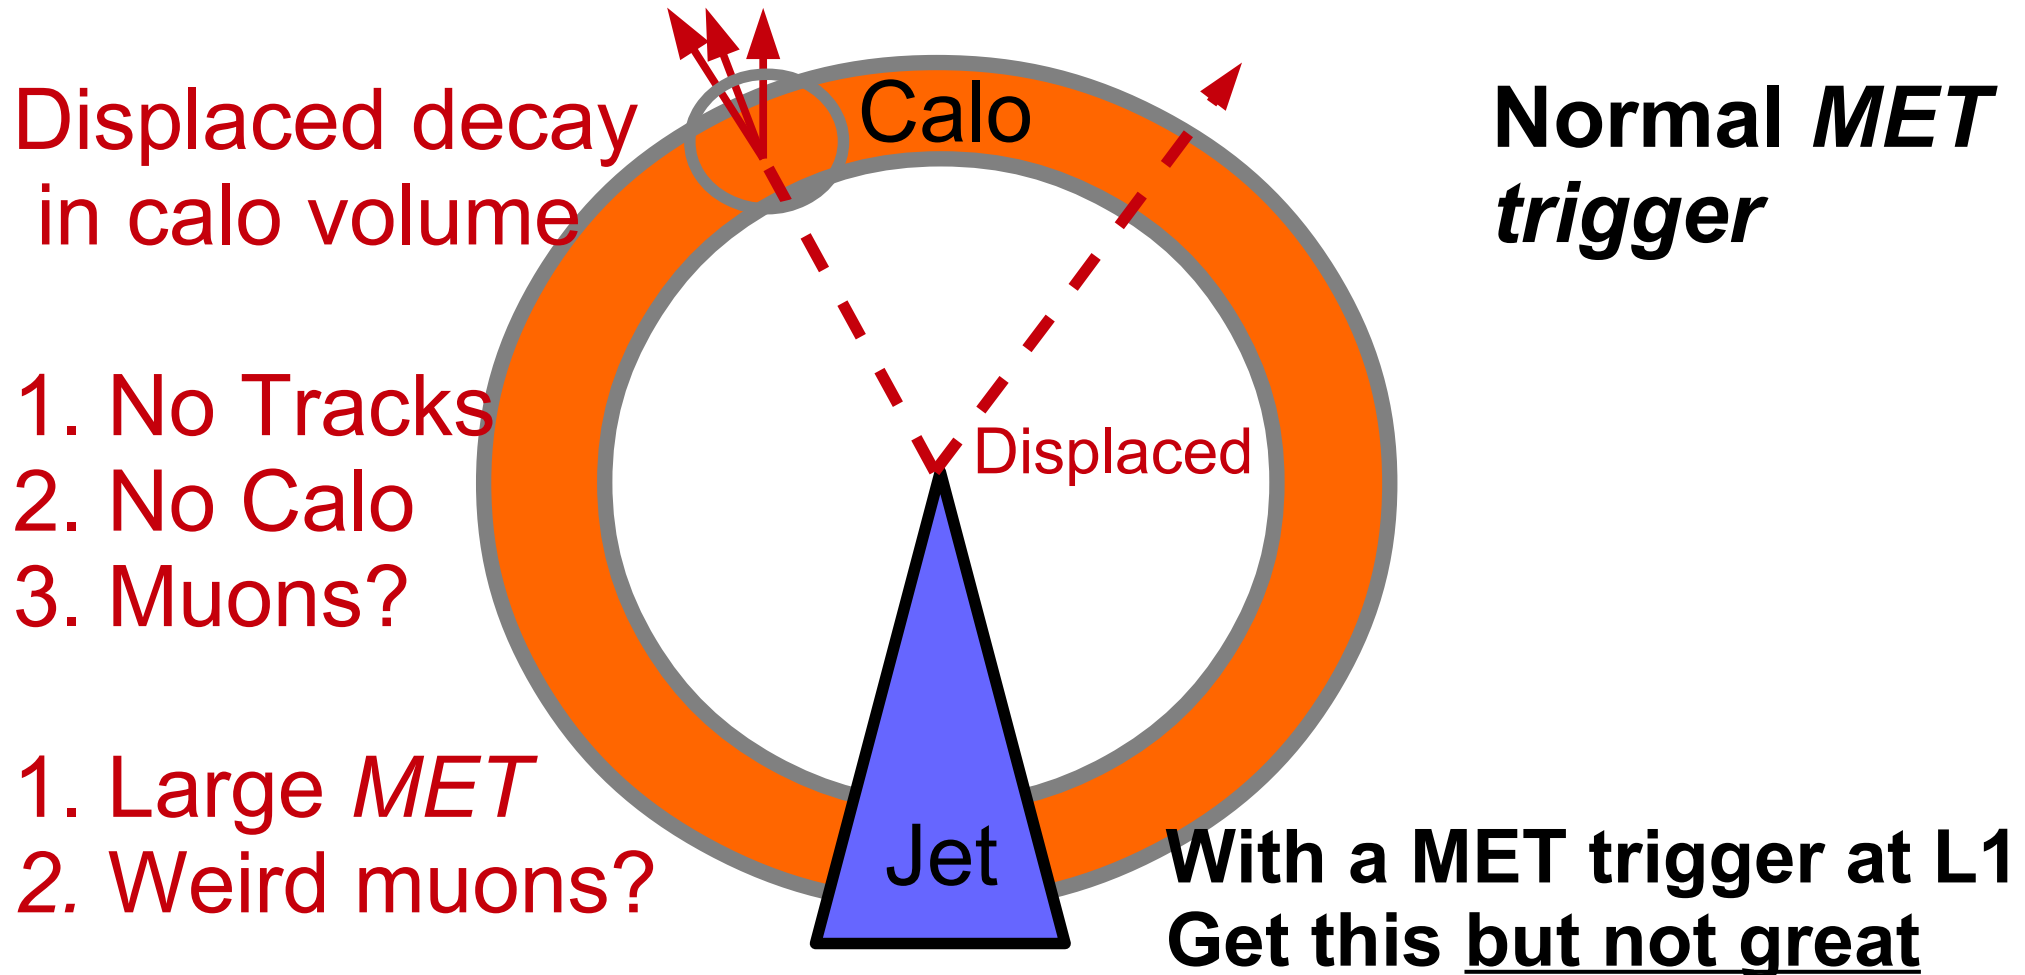 Displaced decay
in calo volume
1. No Tracks
2. No Calo
3. Muons?
1. Large MET
2. Weird muons?
Calo
Displaced
Jet
Normal MET
trigger
With a MET trigger at L1
Get this but not great